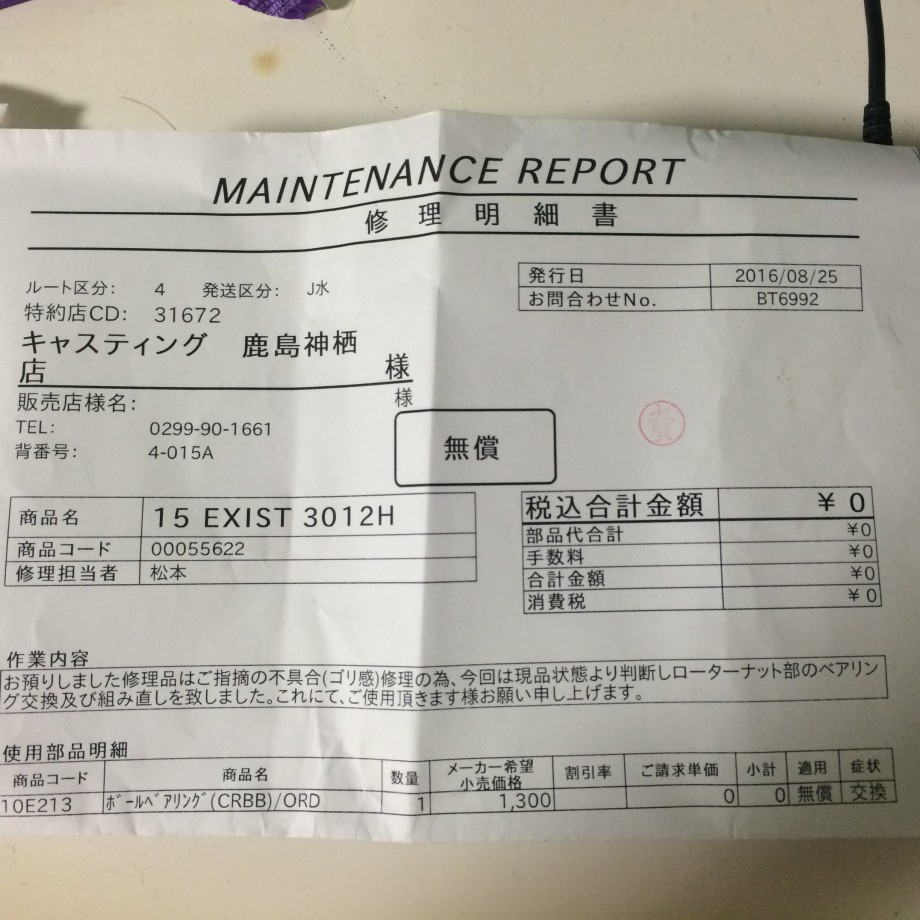 MAINTENANCE REPORT
修理明細書
ルート区分: 4 発送区分: J水
特約店CD: 31672
キャスティング 鹿島神栖
店 様
販売店様名: 様
TEL: 0299-90-1661
背番号: 4-015A
発行日 2016/08/25
お問合わせNo. BT6992
無償
商品名 15 EXIST 3012H
商品コード 00055622
修理担当者 松本
税込合計金額 ¥0
部品代合計 ¥0
手数料 ¥0
合計金額 ¥0
消費税 ¥0
作業内容
お預りしました修理品はご指摘の不具合(ゴリ感)修理の為、今回は現品状態より判断しローターナット部のベアリン
グ交換及び組み直しを致しました。これにて、ご使用頂きます様お願い申し上げます。
使用部品明細
商品コード 商品名 数量 メーカー希望 割引率 ご請求単価 小計 適用 症状
小売価格
10E213 ボールベアリング(CRBB)/ORD 1 1,300 0 0 無償 交換